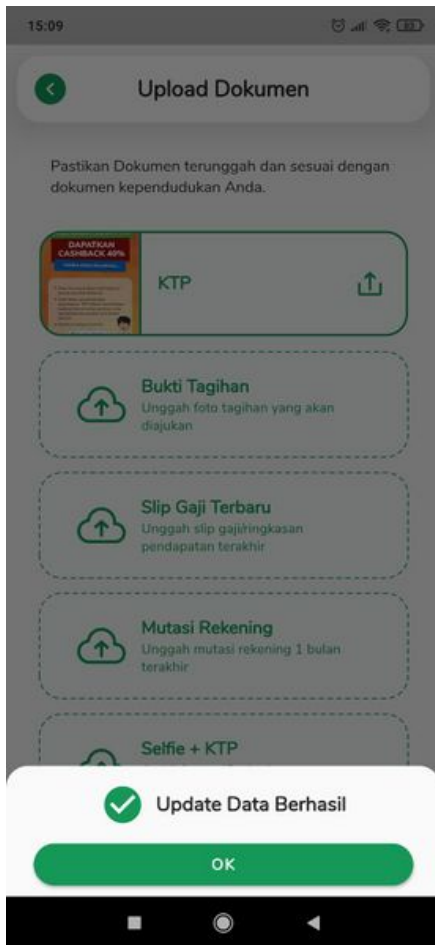 15:09
Upload Dokumen
Pastikan Dokumen terunggah dan sesuai dengan
dokumen kependudukan Anda.
DAPATKAN
CASHBACK 40%
KTP
Bukti Tagihan
Unggah foto tagihan yang akan
diajukan
Slip Gaji Terbaru
Unggah slip gaji/ringkasan
pendapatan terakhir
Mutasi Rekening
Unggah mutasi rekening 1 bulan
terakhir
Selfie + KTP
Update Data Berhasil
OK